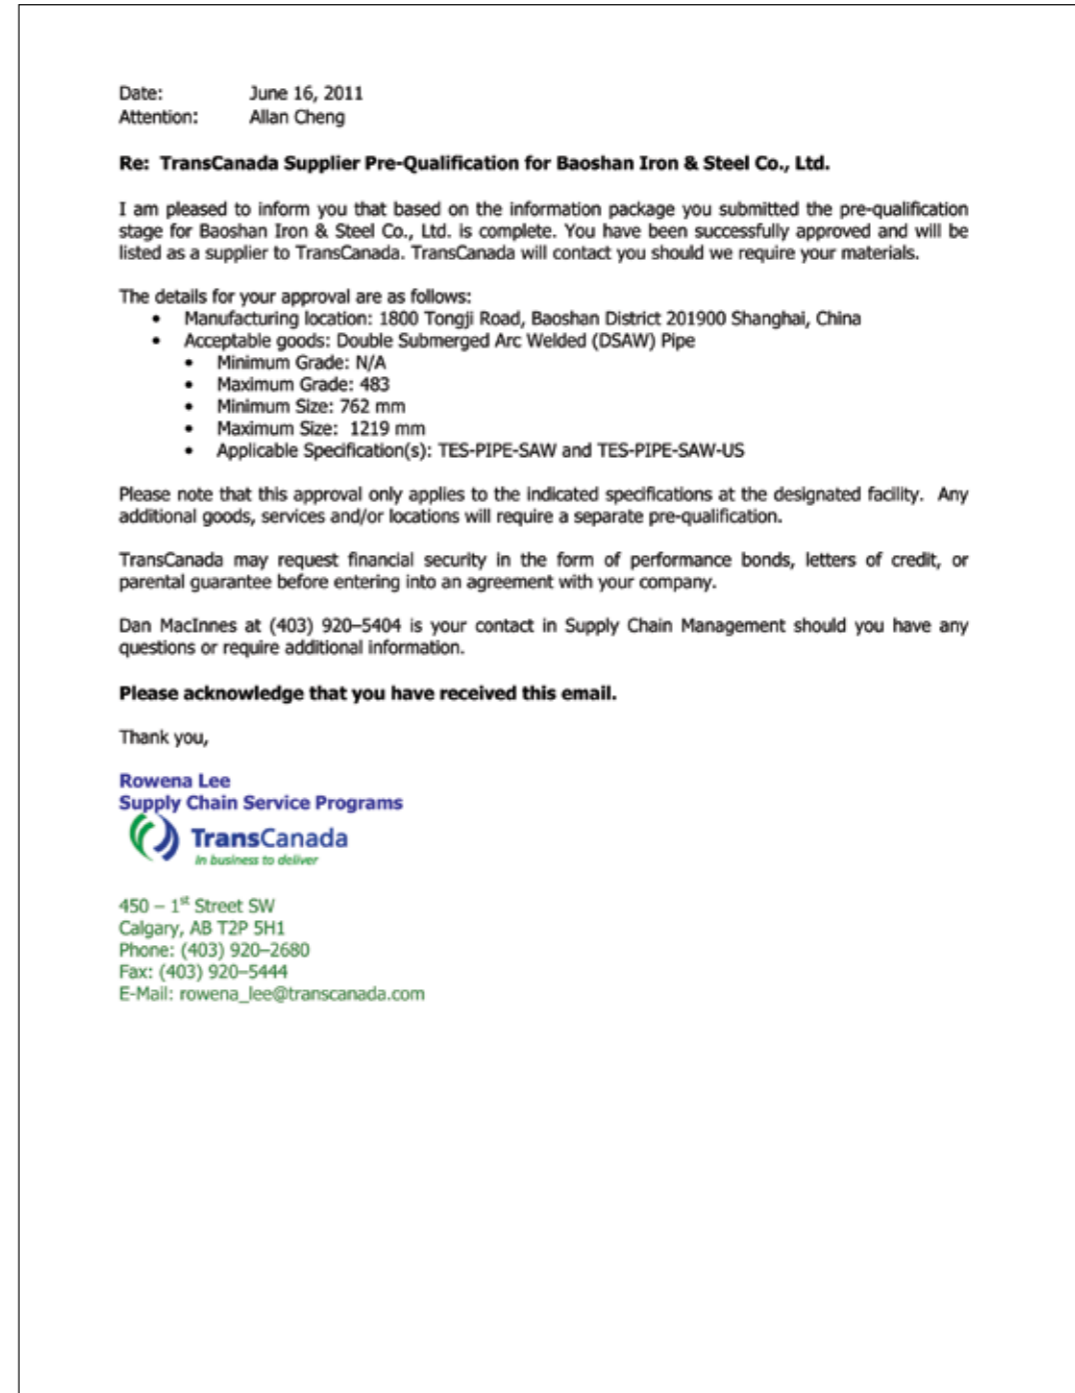 Date: June 16, 2011
Attention: Allan Cheng
Re: TransCanada Supplier Pre-Qualification for Baoshan Iron & Steel Co., Ltd.
I am pleased to inform you that based on the information package you submitted the pre-qualification
stage for Baoshan Iron & Steel Co., Ltd. is complete. You have been successfully approved and will be
listed as a supplier to TransCanada. TransCanada will contact you should we require your materials.
The details for your approval are as follows:
• Manufacturing location: 1800 Tongji Road, Baoshan District 201900 Shanghai, China
• Acceptable goods: Double Submerged Arc Welded (DSAW) Pipe
• Minimum Grade: N/A
• Maximum Grade: 483
• Minimum Size: 762 mm
• Maximum Size: 1219 mm
• Applicable Specification(s): TES-PIPE-SAW and TES-PIPE-SAW-US
Please note that this approval only applies to the indicated specifications at the designated facility. Any
additional goods, services and/or locations will require a separate pre-qualification.
TransCanada may request financial security in the form of performance bonds, letters of credit, or
parental guarantee before entering into an agreement with your company.
Dan MacInnes at (403) 920–5404 is your contact in Supply Chain Management should you have any
questions or require additional information.
Please acknowledge that you have received this email.
Thank you,
Rowena Lee
Supply Chain Service Programs
TransCanada
In business to deliver
450 – 1st Street SW
Calgary, AB T2P 5H1
Phone: (403) 920–2680
Fax: (403) 920–5444
E-Mail: rowena_lee@transcanada.com